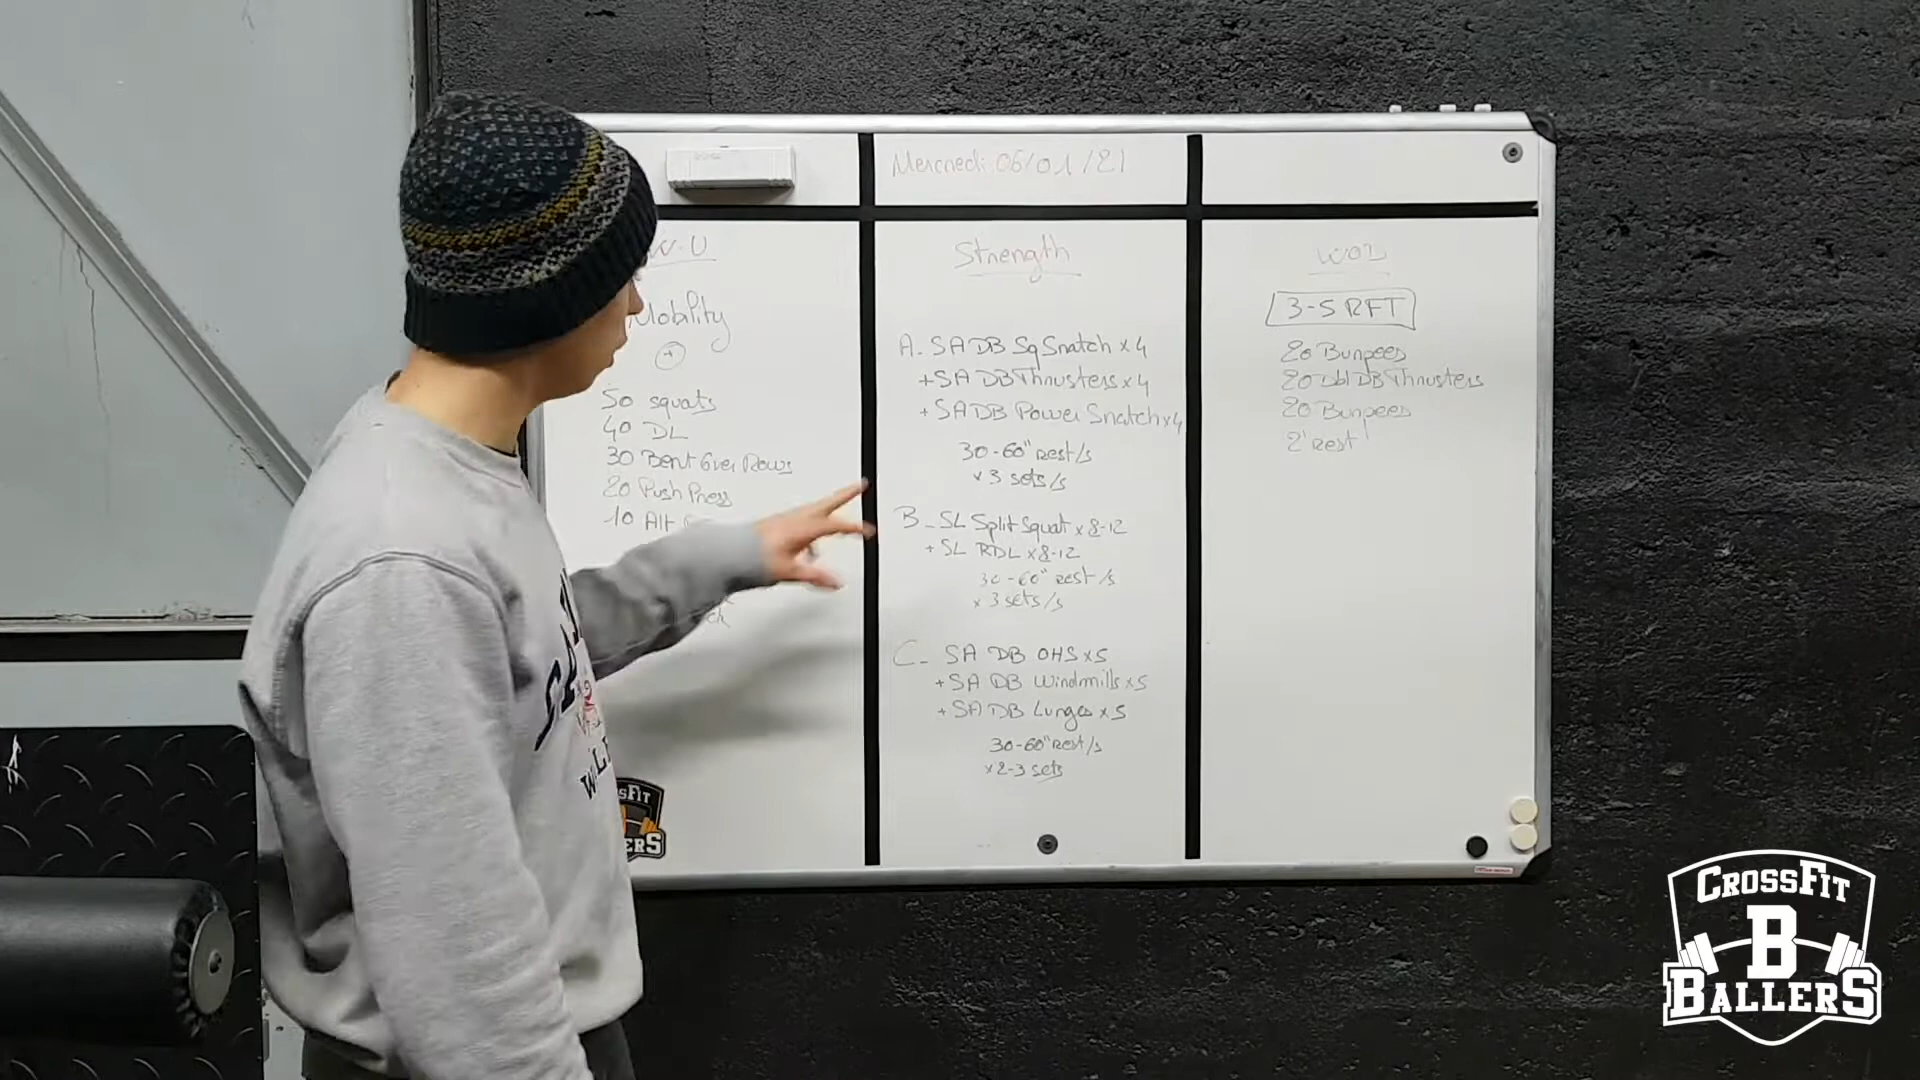 Mercredi 06/01/21
W-U
Mobility
+
50 squats
40 DL
30 Bent Over Rows
20 Push Press
10 Alt
Strength
A. SA DB Sq Snatch x 4
+ SA DB Thrusters x 4
+ SA DB Power Snatch x 4
30-60" rest/s
x 3 sets/s
B_ SL Split Squat x 8-12
+ SL RDL x 8-12
30-60" rest/s
x 3 sets/s
C_ SA DB OHS x 5
+ SA DB Windmills x 5
+ SA DB Lunges x 5
30-60" rest/s
x 2-3 sets
WOD
3-5 RFT
20 Burpees
20 Dbl DB Thrusters
20 Burpees
2' rest
CROSSFIT
B
BALLERS